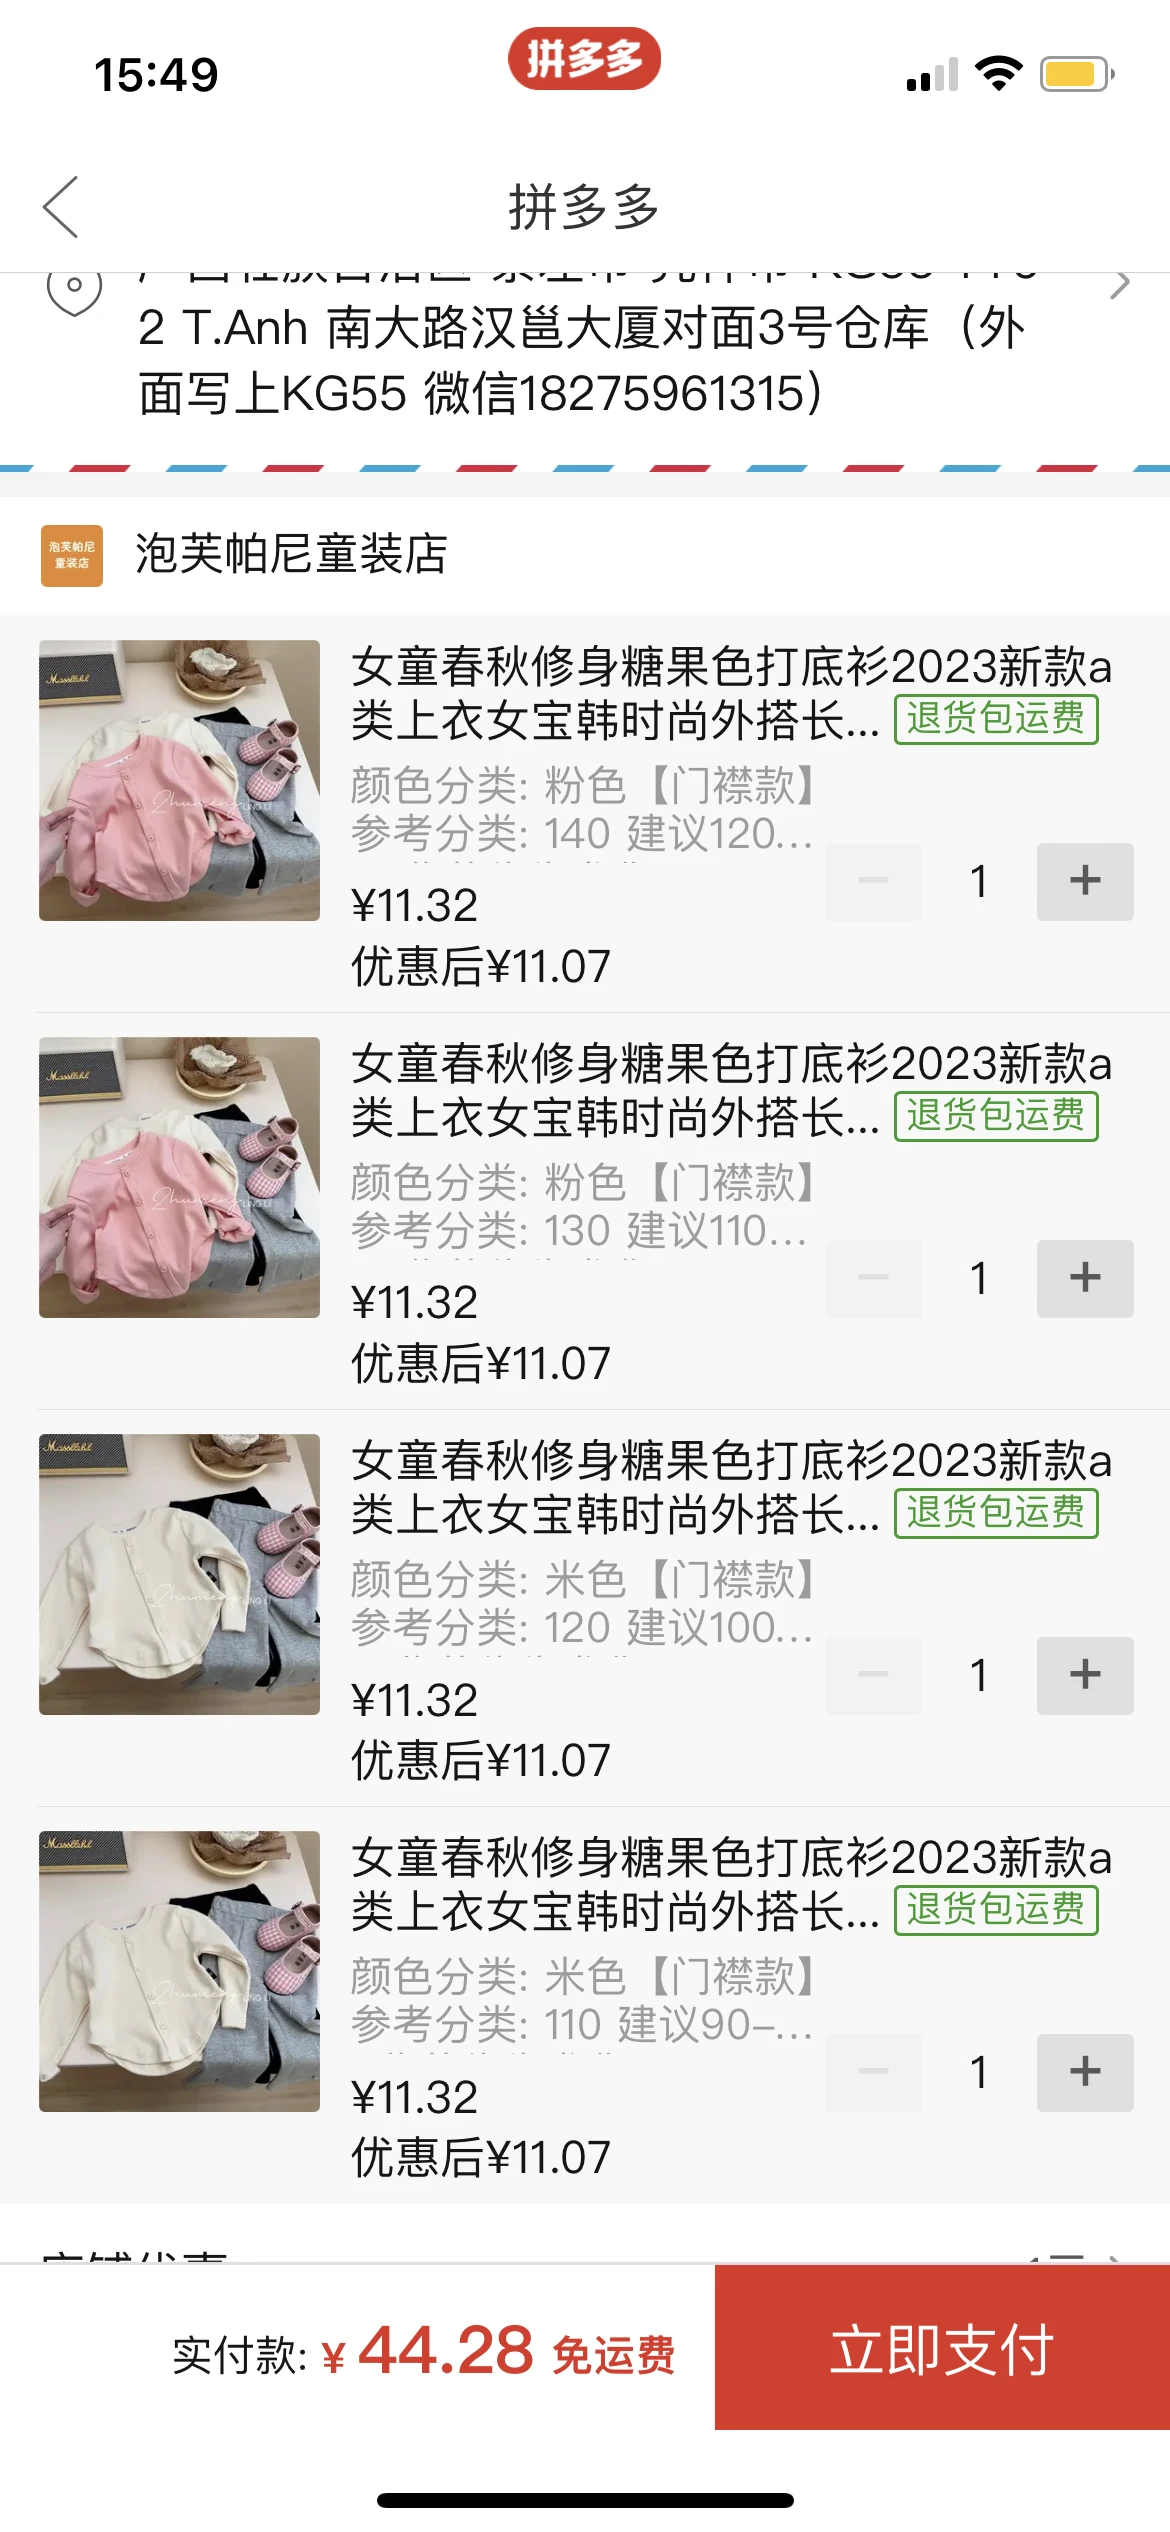 15:49
拼多多
拼多多
2 T.Anh 南大路汉邕大厦对面3号仓库（外
面写上KG55 微信18275961315）
泡芙帕尼
童装店
泡芙帕尼童装店
女童春秋修身糖果色打底衫2023新款a
类上衣女宝韩时尚外搭长... 退货包运费
颜色分类: 粉色【门襟款】
参考分类: 140 建议120...
¥11.32
1
优惠后¥11.07
女童春秋修身糖果色打底衫2023新款a
类上衣女宝韩时尚外搭长... 退货包运费
颜色分类: 粉色【门襟款】
参考分类: 130 建议110...
¥11.32
1
优惠后¥11.07
女童春秋修身糖果色打底衫2023新款a
类上衣女宝韩时尚外搭长... 退货包运费
颜色分类: 米色【门襟款】
参考分类: 120 建议100...
¥11.32
1
优惠后¥11.07
女童春秋修身糖果色打底衫2023新款a
类上衣女宝韩时尚外搭长... 退货包运费
颜色分类: 米色【门襟款】
参考分类: 110 建议90-...
¥11.32
1
优惠后¥11.07
实付款: ¥ 44.28 免运费
立即支付